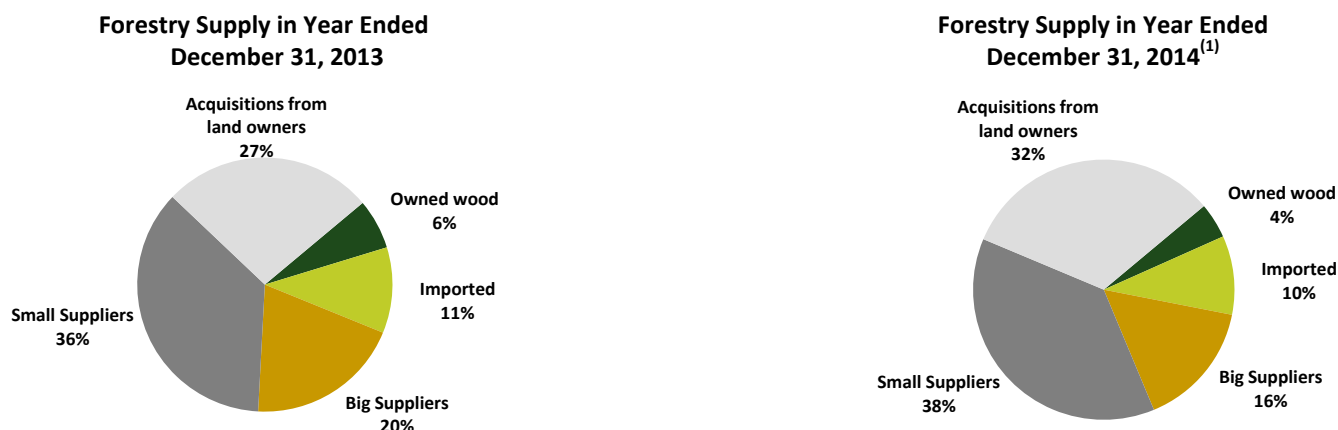 Forestry Supply in Year Ended
December 31, 2013
Acquisitions from
land owners
27%
Owned wood
6%
Imported
11%
Big Suppliers
20%
Small Suppliers
36%
Forestry Supply in Year Ended
December 31, 2014(1)
Acquisitions from
land owners
32%
Owned wood
4%
Imported
10%
Big Suppliers
16%
Small Suppliers
38%